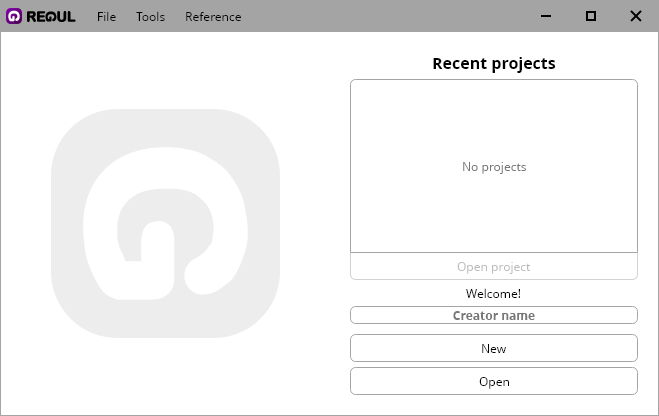 REQUL File Tools Reference
Recent projects
No projects
Open project
Welcome!
Creator name
New
Open